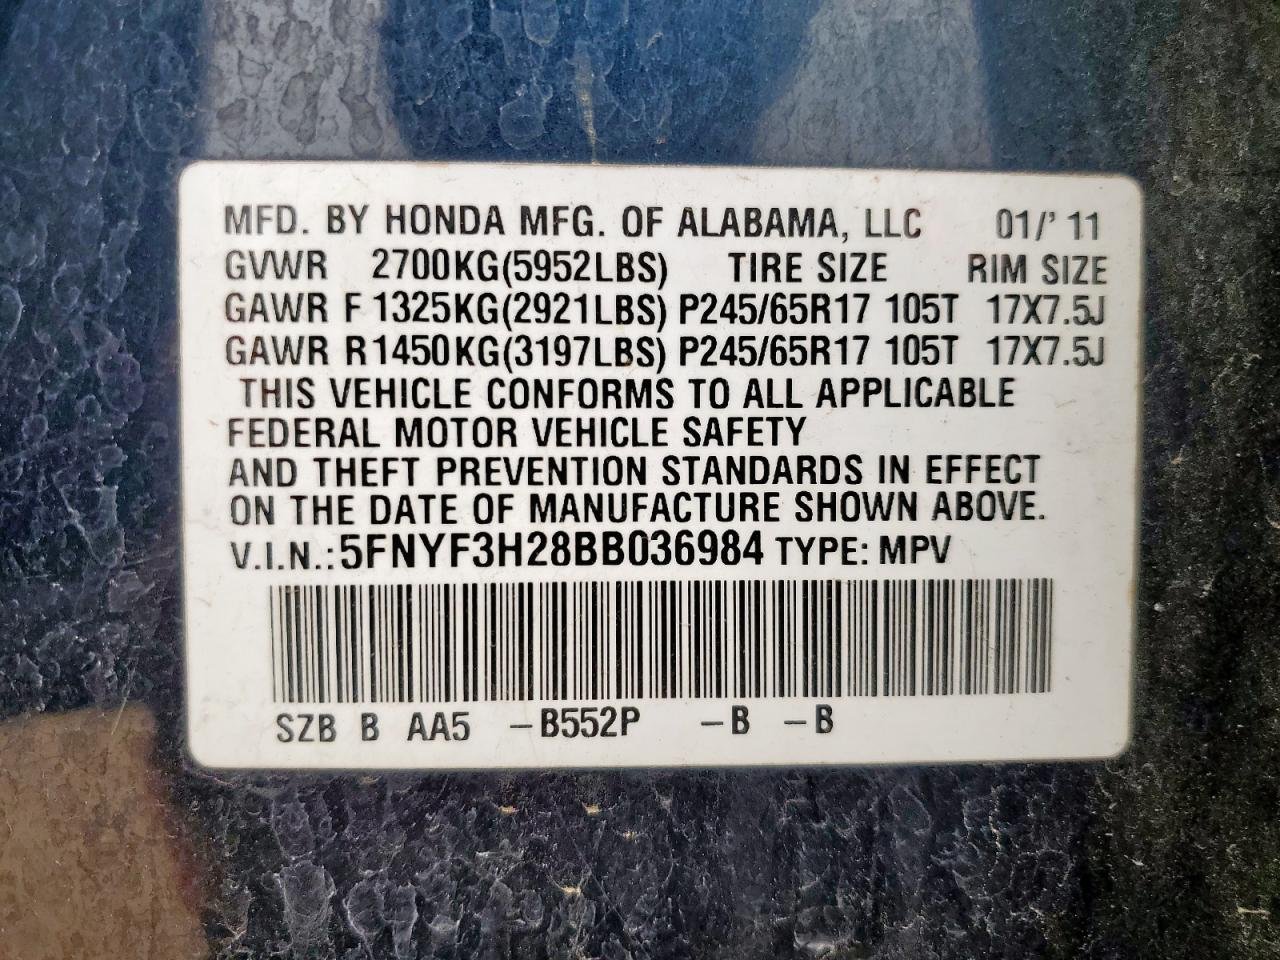 MFD. BY HONDA MFG. OF ALABAMA, LLC 01/'11
GVWR 2700KG(5952LBS) TIRE SIZE RIM SIZE
GAWR F 1325KG(2921LBS) P245/65R17 105T 17X7.5J
GAWR R1450KG(3197LBS) P245/65R17 105T 17X7.5J
THIS VEHICLE CONFORMS TO ALL APPLICABLE
FEDERAL MOTOR VEHICLE SAFETY
AND THEFT PREVENTION STANDARDS IN EFFECT
ON THE DATE OF MANUFACTURE SHOWN ABOVE.
V.I.N.: 5FNYF3H28BB036984 TYPE: MPV
SZB B AA5 –B552P –B –B